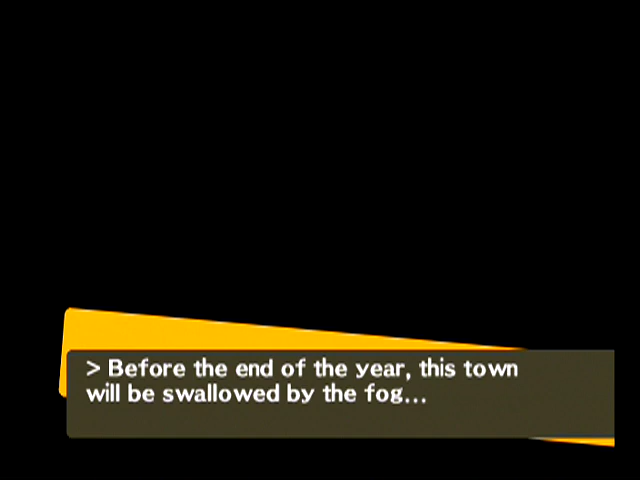 > Before the end of the year, this town
will be swallowed by the fog...